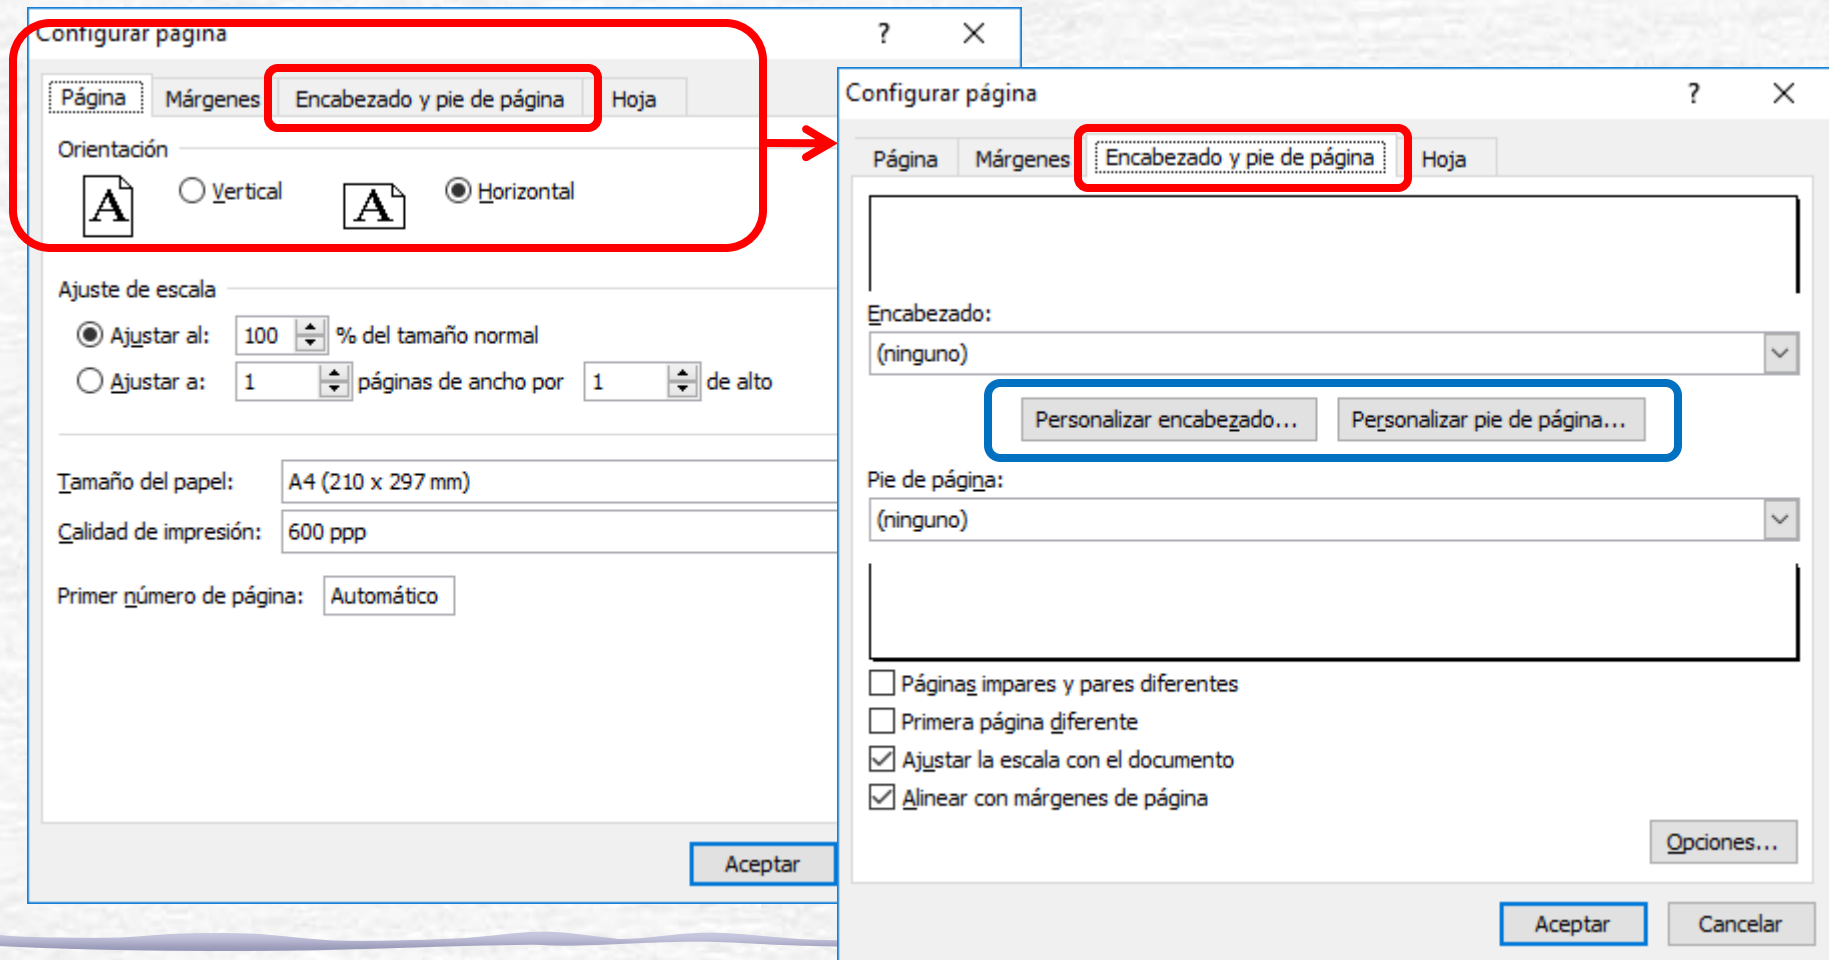 Configurar página
?
Página Márgenes Encabezado y pie de página Hoja
Orientación
A Vertical A Horizontal
Ajuste de escala
Ajustar al: 100 % del tamaño normal
Ajustar a: 1 páginas de ancho por 1 de alto
Tamaño del papel: A4 (210 x 297 mm)
Calidad de impresión: 600 ppp
Primer número de página: Automático
Aceptar
Configurar página
?
Página Márgenes Encabezado y pie de página Hoja
Encabezado:
(ninguno)
Personalizar encabezado... Personalizar pie de página...
Pie de página:
(ninguno)
Páginas impares y pares diferentes
Primera página diferente
Ajustar la escala con el documento
Alinear con márgenes de página
Opciones...
Aceptar Cancelar